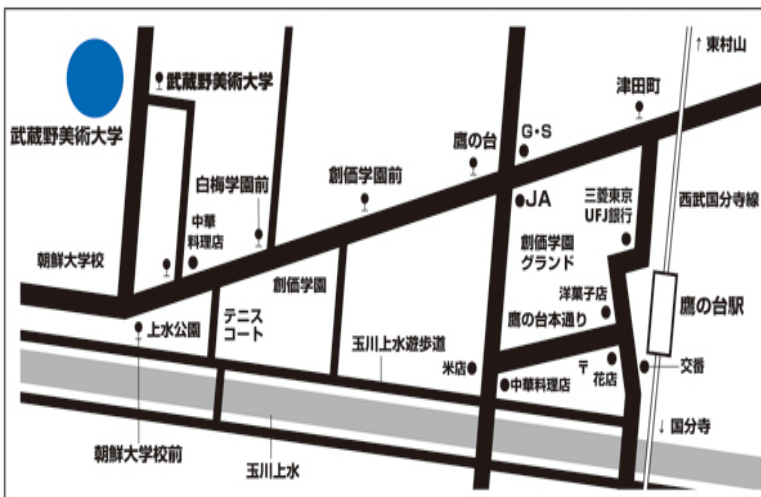 ↑東村山
武蔵野美術大学
津田町
武蔵野美術大学
G・S
鷹の台
創価学園前
白梅学園前
JA
三菱東京
UFJ銀行
西武国分寺線
中華
料理店
朝鮮大学校
創価学園
グランド
創価学園
洋菓子店
鷹の台駅
テニス
コート
鷹の台本通り
上水公園
玉川上水遊歩道
米店
中華料理店
〒
花店
交番
↓国分寺
朝鮮大学校前
玉川上水